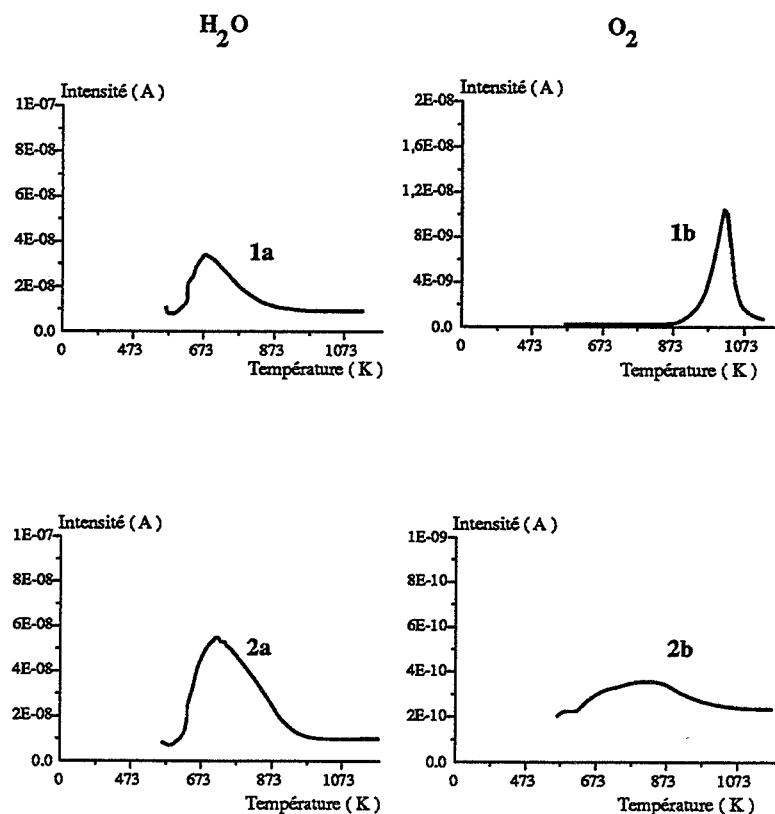 H2O
O2
Intensité ( A )
1E-07
8E-08
6E-08
4E-08
2E-08
0.0
1a
0 473 673 873 1073
Température ( K )
Intensité ( A )
2E-08
1,6E-08
1,2E-08
8E-09
4E-09
0.0
1b
0 473 673 873 1073
Température ( K )
Intensité ( A )
1E-07
8E-08
6E-08
4E-08
2E-08
0.0
2a
0 473 673 873 1073
Température ( K )
Intensité ( A )
1E-09
8E-10
6E-10
4E-10
2E-10
0.0
2b
0 473 673 873 1073
Température ( K )